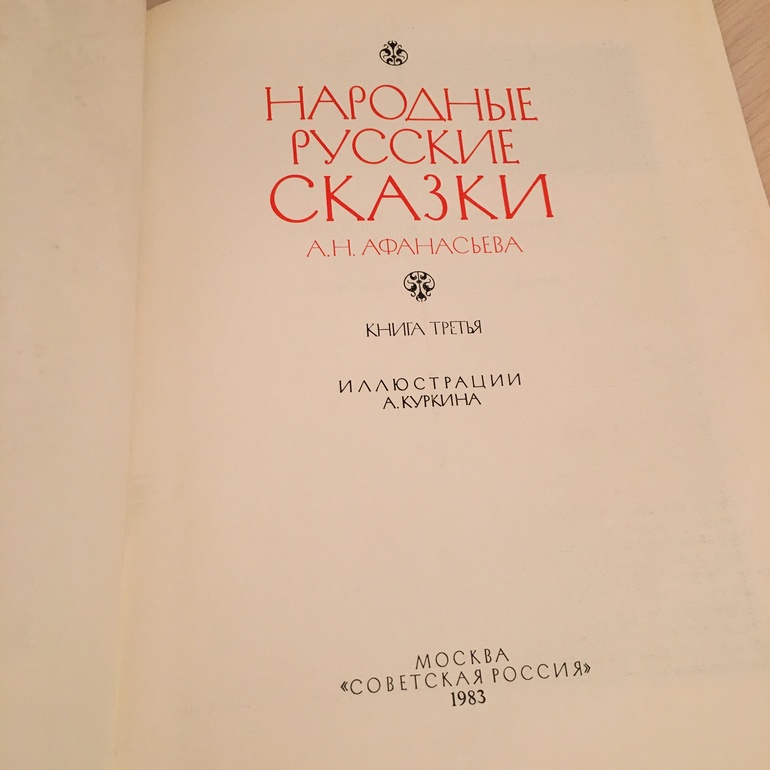 НАРОДНЫЕ
РУССКИЕ
СКАЗКИ
А.Н. АФАНАСЬЕВА
КНИГА ТРЕТЬЯ
ИЛЛЮСТРАЦИИ
А. КУРКИНА
МОСКВА
«СОВЕТСКАЯ РОССИЯ»
1983